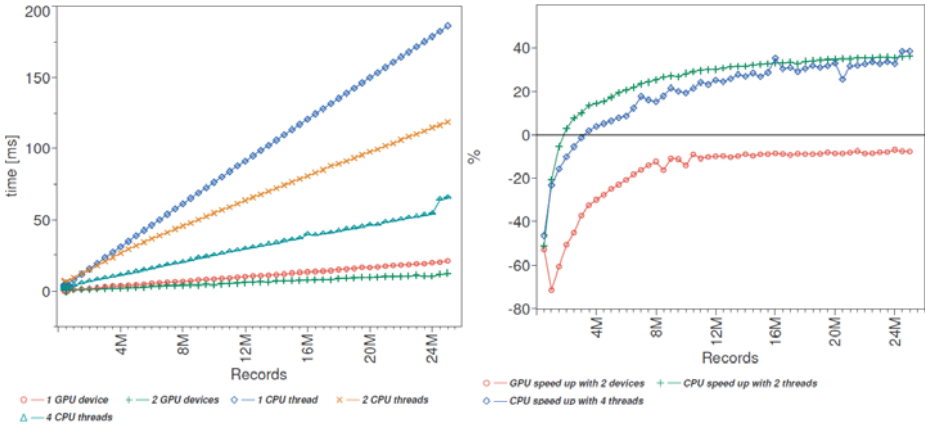 200
150
100
50
0
time [ms]
4M
8M
12M
16M
20M
24M
Records
1 GPU device
2 GPU devices
1 CPU thread
2 CPU threads
4 CPU threads
40
20
0
-20
-40
-60
-80
%
4M
8M
12M
16M
20M
24M
Records
GPU speed up with 2 devices
CPU speed up with 2 threads
CPU speed up with 4 threads